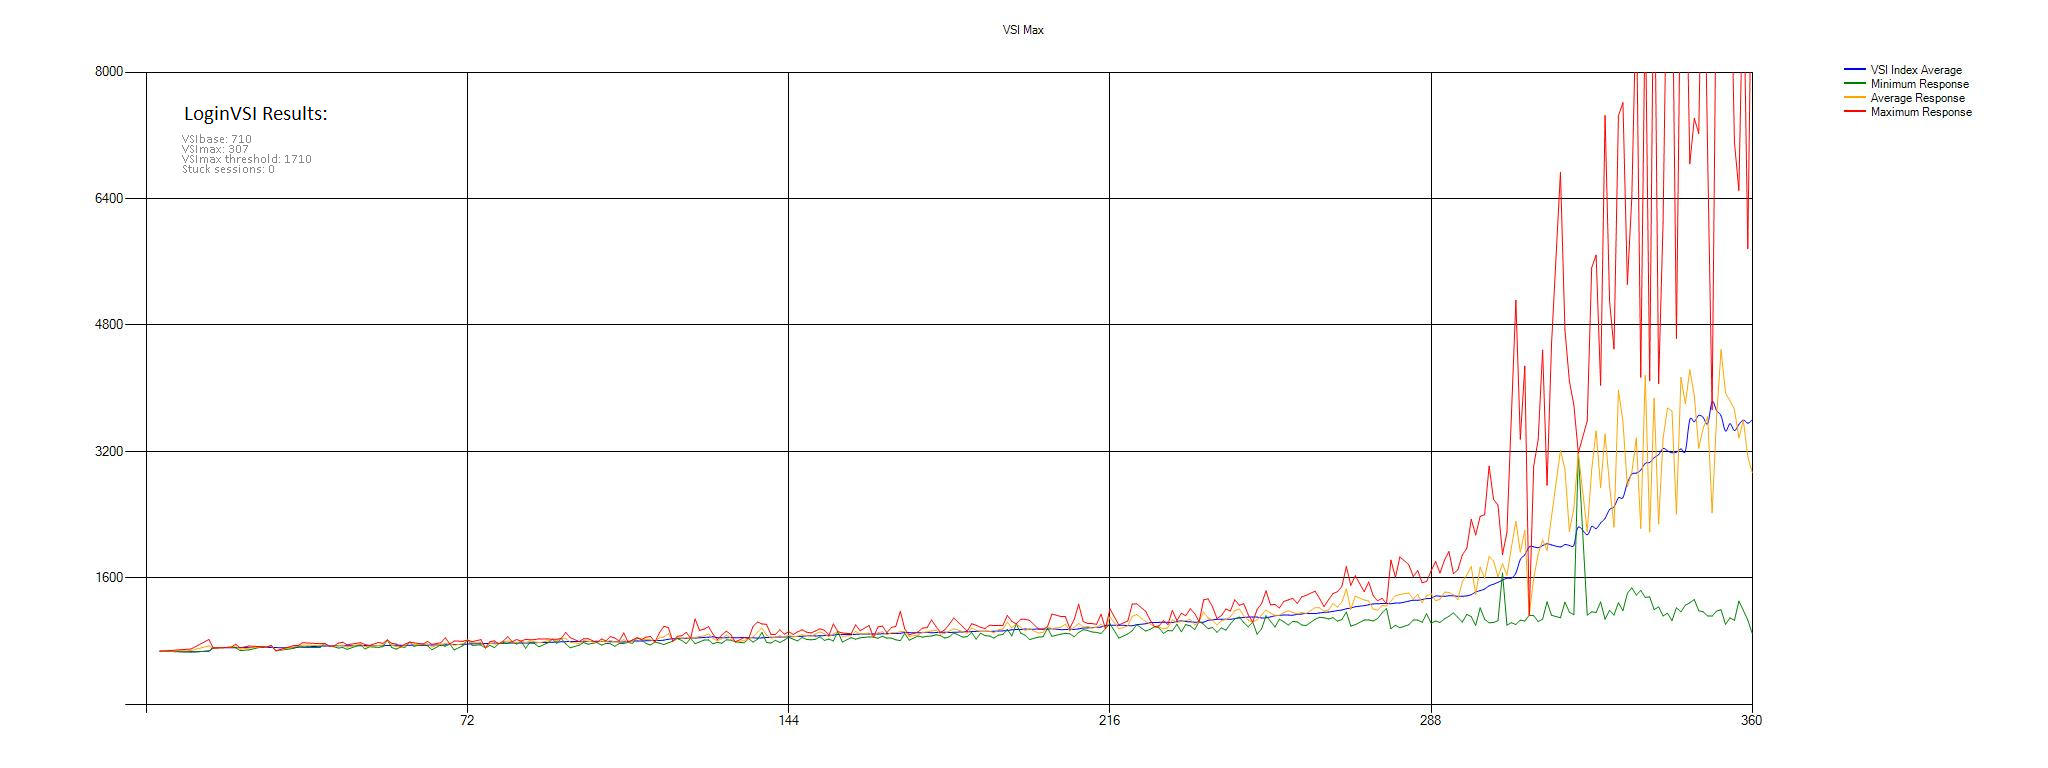 VSI Max
8000
6400
4800
3200
1600
LoginVSI Results:
VSIbase: 710
VSImax: 307
VSImax threshold: 1710
Stuck sessions: 0
VSI Index Average
Minimum Response
Average Response
Maximum Response
72
144
216
288
360